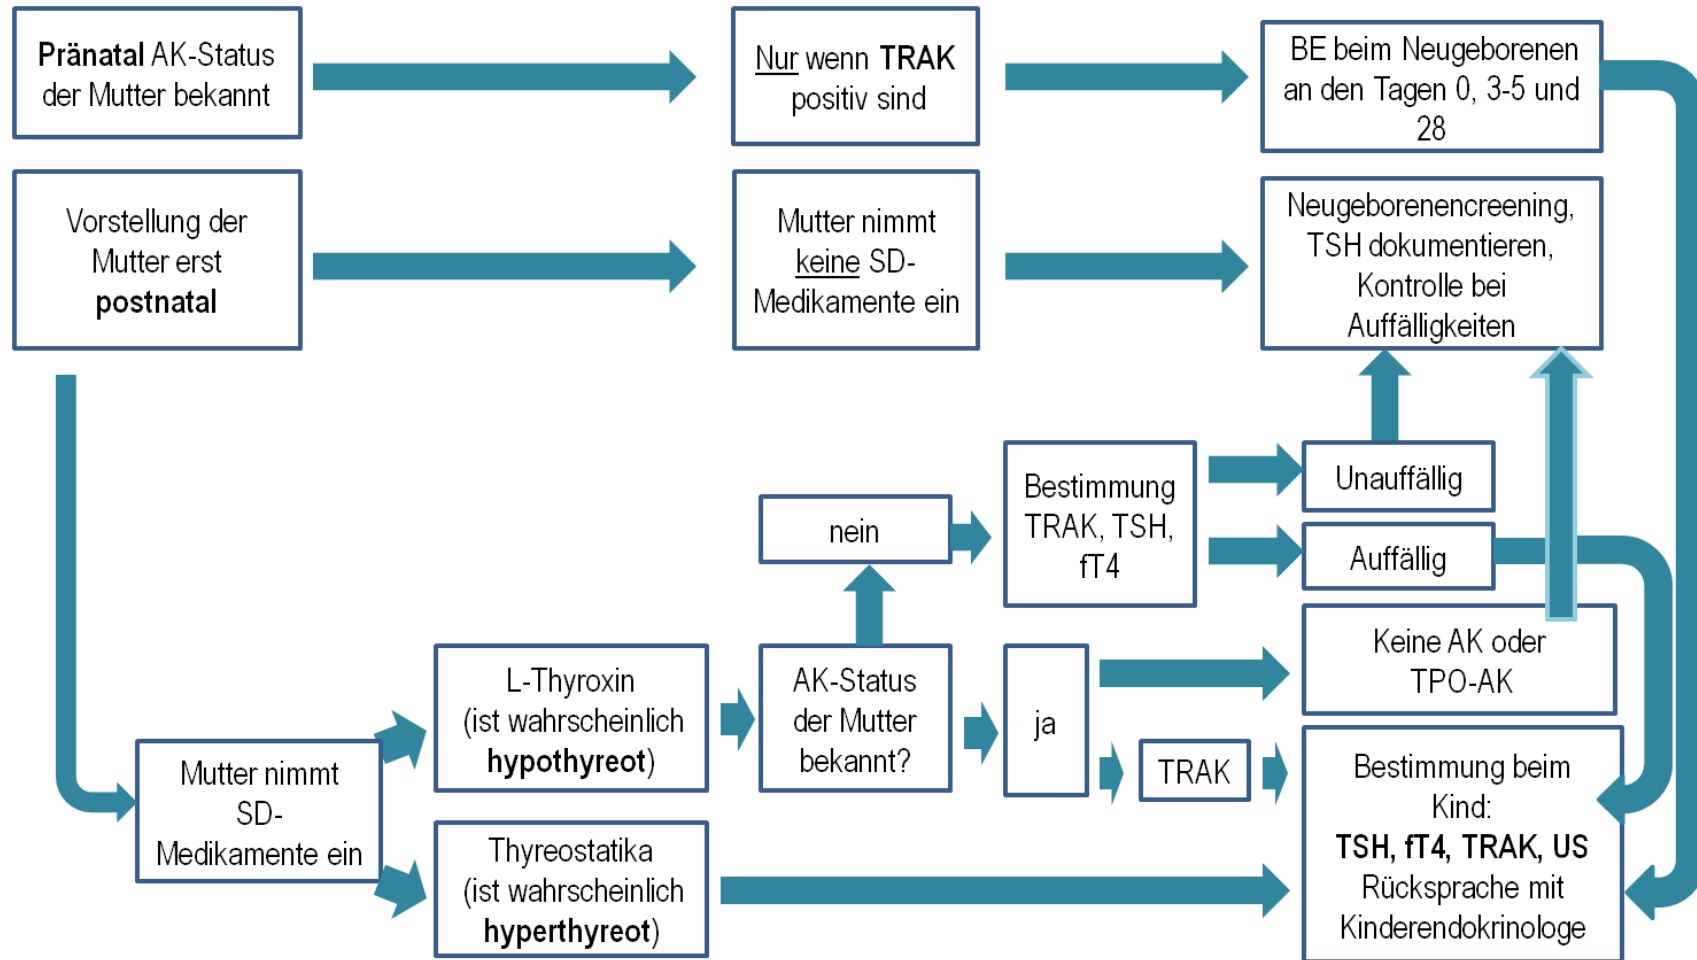 Pränatal AK-Status
der Mutter bekannt
Nur wenn TRAK
positiv sind
BE beim Neugeborenen
an den Tagen 0, 3-5 und
28
Vorstellung der
Mutter erst
postnatal
Mutter nimmt
keine SD-
Medikamente ein
Neugeborenencreening,
TSH dokumentieren,
Kontrolle bei
Auffälligkeiten
nein
Bestimmung
TRAK, TSH,
fT4
Unauffällig
Auffällig
Mutter nimmt
SD-
Medikamente ein
L-Thyroxin
(ist wahrscheinlich
hypothyreot)
AK-Status
der Mutter
bekannt?
ja
Keine AK oder
TPO-AK
TRAK
Thyreostatika
(ist wahrscheinlich
hyperthyreot)
Bestimmung beim
Kind:
TSH, fT4, TRAK, US
Rücksprache mit
Kinderendokrinologe